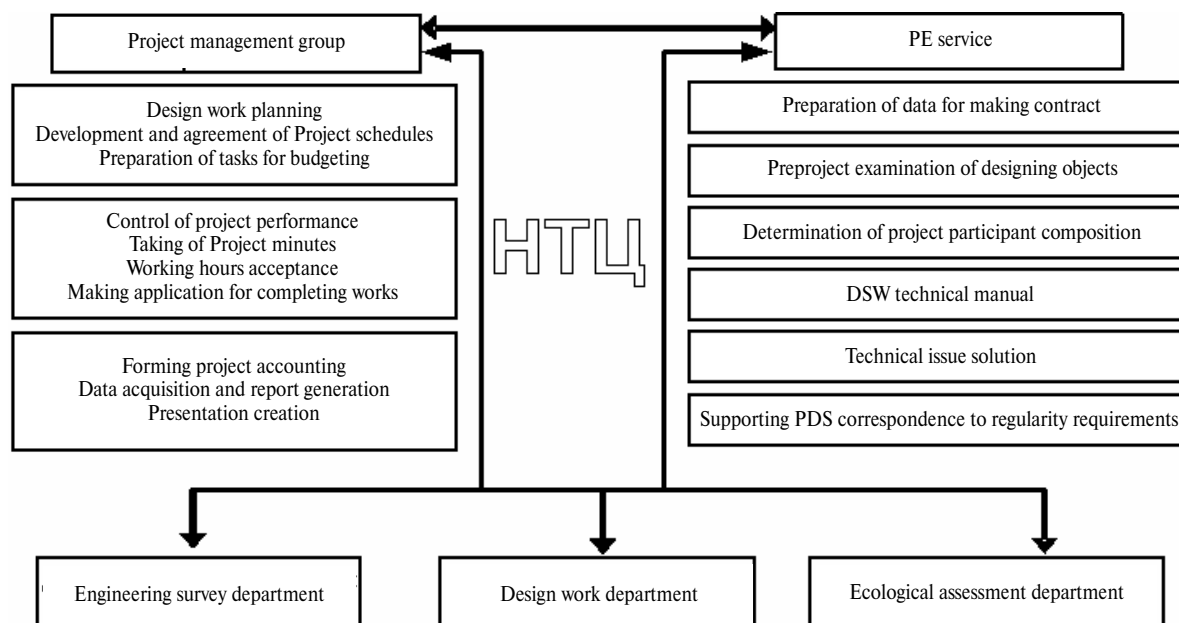 Project management group
PE service
Design work planning
Development and agreement of Project schedules
Preparation of tasks for budgeting
Control of project performance
Taking of Project minutes
Working hours acceptance
Making application for completing works
Forming project accounting
Data acquisition and report generation
Presentation creation
НТЦ
Preparation of data for making contract
Preproject examination of designing objects
Determination of project participant composition
DSW technical manual
Technical issue solution
Supporting PDS correspondence to regularity requirements
Engineering survey department
Design work department
Ecological assessment department